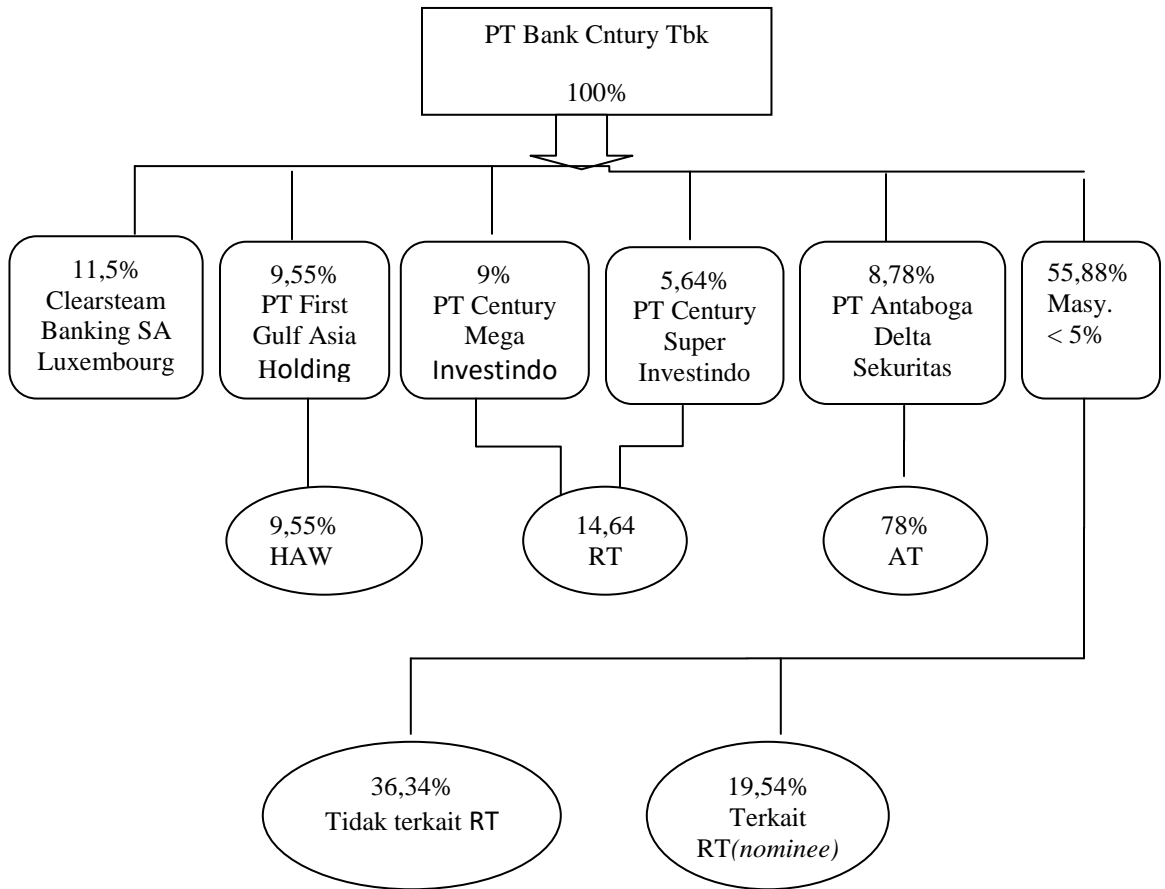 PT Bank Cntury Tbk
100%
11,5%
Clearsteam
Banking SA
Luxembourg
9,55%
PT First
Gulf Asia
Holding
9%
PT Century
Mega
Investindo
5,64%
PT Century
Super
Investindo
8,78%
PT Antaboga
Delta
Sekuritas
55,88%
Masy.
< 5%
9,55%
HAW
14,64
RT
78%
AT
36,34%
Tidak terkait RT
19,54%
Terkait
RT(nominee)